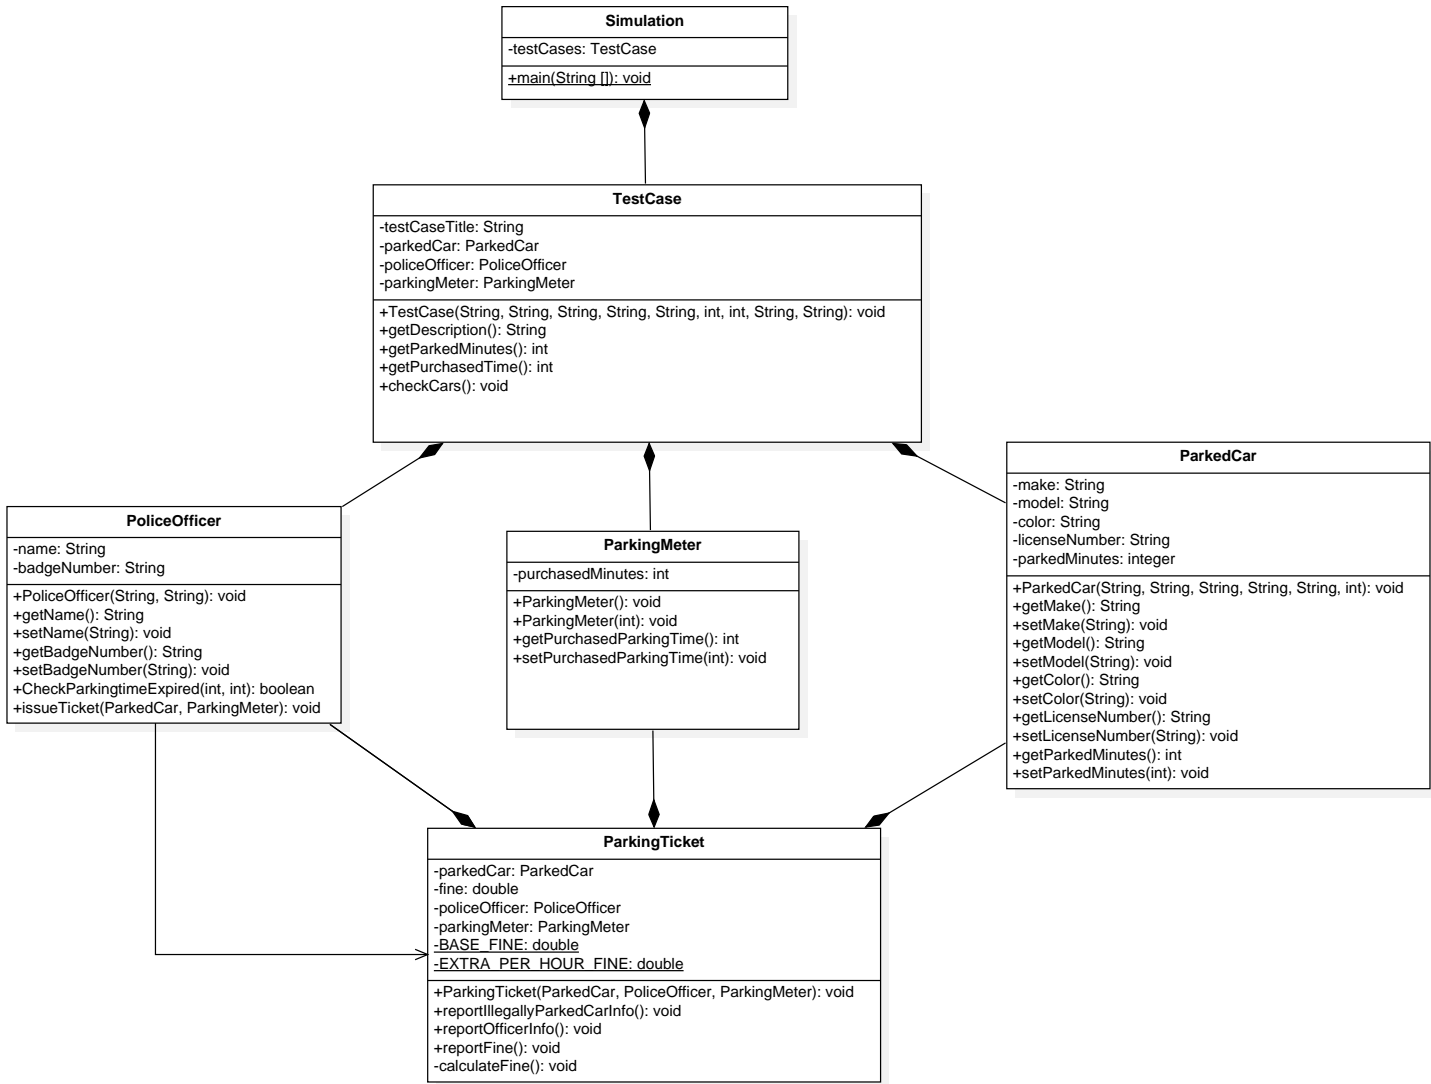 Simulation
-testCases: TestCase
+main(String []): void
TestCase
-testCaseTitle: String
-parkedCar: ParkedCar
-policeOfficer: PoliceOfficer
-parkingMeter: ParkingMeter
+TestCase(String, String, String, String, String, int, int, String, String): void
+getDescription(): String
+getParkedMinutes(): int
+getPurchasedTime(): int
+checkCars(): void
PoliceOfficer
-name: String
-badgeNumber: String
+PoliceOfficer(String, String): void
+getName(): String
+setName(String): void
+getBadgeNumber(): String
+setBadgeNumber(String): void
+CheckParkingtimeExpired(int, int): boolean
+issueTicket(ParkedCar, ParkingMeter): void
ParkingMeter
-purchasedMinutes: int
+ParkingMeter(): void
+ParkingMeter(int): void
+getPurchasedParkingTime(): int
+setPurchasedParkingTime(int): void
ParkedCar
-make: String
-model: String
-color: String
-licenseNumber: String
-parkedMinutes: integer
+ParkedCar(String, String, String, String, String, int): void
+getMake(): String
+setMake(String): void
+getModel(): String
+setModel(String): void
+getColor(): String
+setColor(String): void
+getLicenseNumber(): String
+setLicenseNumber(String): void
+getParkedMinutes(): int
+setParkedMinutes(int): void
ParkingTicket
-parkedCar: ParkedCar
-fine: double
-policeOfficer: PoliceOfficer
-parkingMeter: ParkingMeter
-BASE_FINE: double
-EXTRA_PER_HOUR_FINE: double
+ParkingTicket(ParkedCar, PoliceOfficer, ParkingMeter): void
+reportIllegallyParkedCarInfo(): void
+reportOfficerInfo(): void
+reportFine(): void
-calculateFine(): void